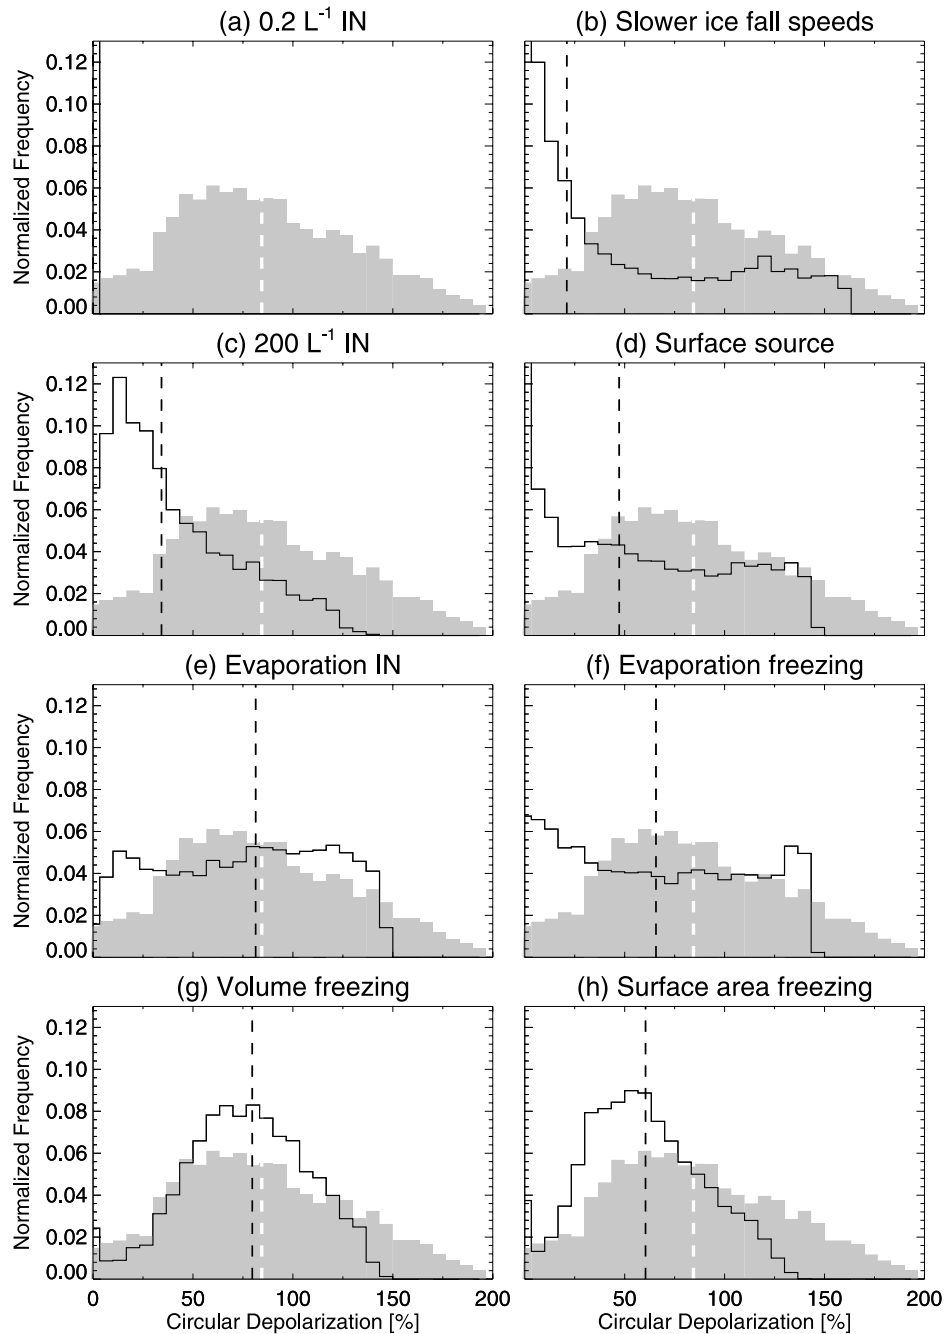 (a) 0.2 L⁻¹ IN
(b) Slower ice fall speeds
Normalized Frequency
0.12
0.10
0.08
0.06
0.04
0.02
0.00
(c) 200 L⁻¹ IN
(d) Surface source
Normalized Frequency
0.12
0.10
0.08
0.06
0.04
0.02
0.00
(e) Evaporation IN
(f) Evaporation freezing
Normalized Frequency
0.12
0.10
0.08
0.06
0.04
0.02
0.00
(g) Volume freezing
(h) Surface area freezing
Normalized Frequency
0.12
0.10
0.08
0.06
0.04
0.02
0.00
0 50 100 150 200
50 100 150 200
Circular Depolarization [%]
Circular Depolarization [%]